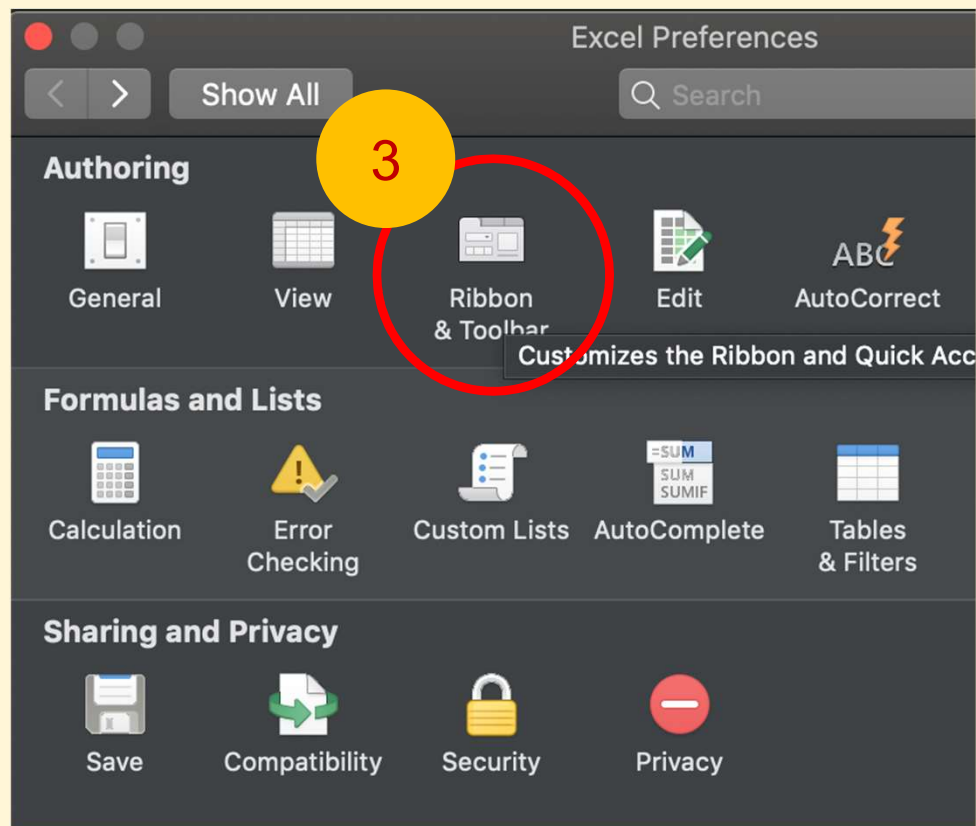 Excel Preferences
Show All
Search
3
Authoring
ABC
General
View
Ribbon
& Toolbar
Edit
AutoCorrect
Customizes the Ribbon and Quick Acc
Formulas and Lists
=SUM
SUM
SUMIF
Calculation
Error
Checking
Custom Lists
AutoComplete
Tables
& Filters
Sharing and Privacy
Save
Compatibility
Security
Privacy